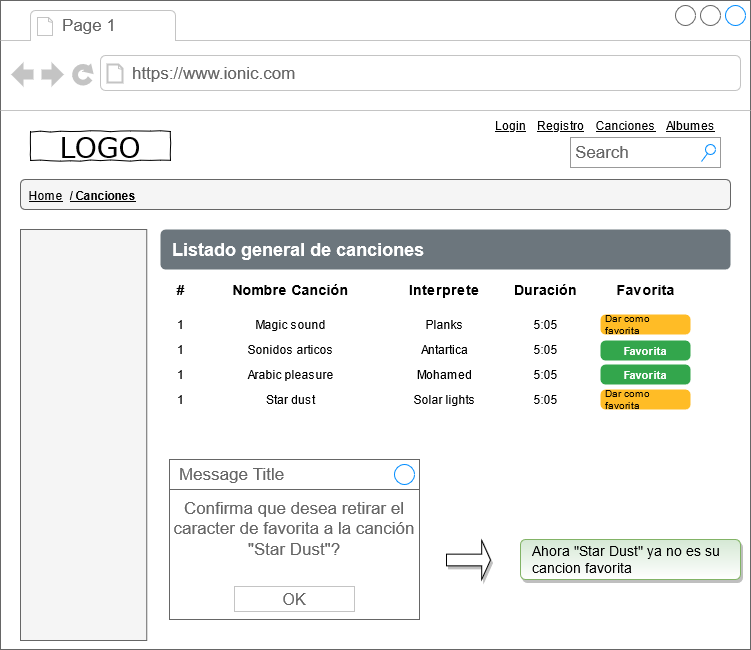 Page 1
https://www.ionic.com
Login Registro Canciones Albumes
LOGO
Search
Home / Canciones
Listado general de canciones
# Nombre Canción Interprete Duración Favorita
1 Magic sound Planks 5:05 Dar como
favorita
1 Sonidos articos Antartica 5:05 Favorita
1 Arabic pleasure Mohamed 5:05 Favorita
1 Star dust Solar lights 5:05 Dar como
favorita
Message Title
Confirma que desea retirar el
caracter de favorita a la canción
"Star Dust"?
OK
Ahora "Star Dust" ya no es su
cancion favorita